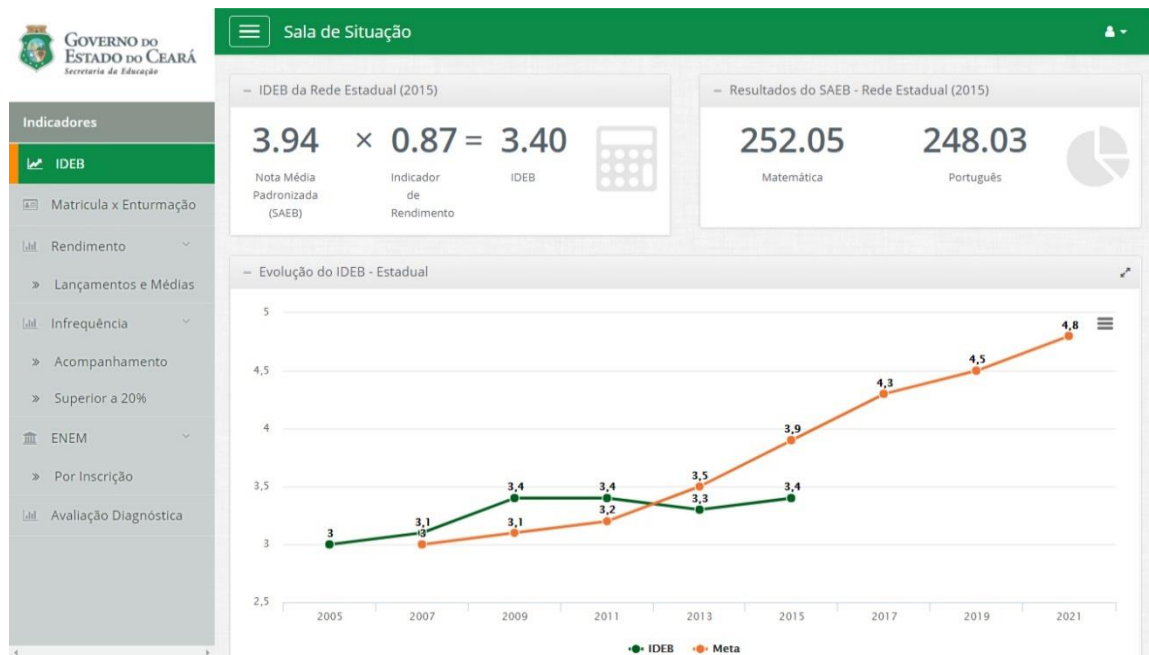 GOVERNO DO
ESTADO DO CEARÁ
Secretaria da Educação
Sala de Situação
Indicadores
IDEB
Matricula x Enturmação
Rendimento
» Lançamentos e Médias
Infrequência
» Acompanhamento
» Superior a 20%
ENEM
» Por Inscrição
Avaliação Diagnóstica
− IDEB da Rede Estadual (2015)
3.94 × 0.87 = 3.40
Nota Média
Padronizada
(SAEB)
Indicador
de
Rendimento
IDEB
− Resultados do SAEB - Rede Estadual (2015)
252.05 248.03
Matemática Português
− Evolução do IDEB - Estadual
5
4,5
4
3,5
3
2,5
3 3,1 3,4 3,4 3,3 3,4
3 3,1 3,2 3,5 3,9 4,3 4,5 4,8
2005 2007 2009 2011 2013 2015 2017 2019 2021
IDEB Meta